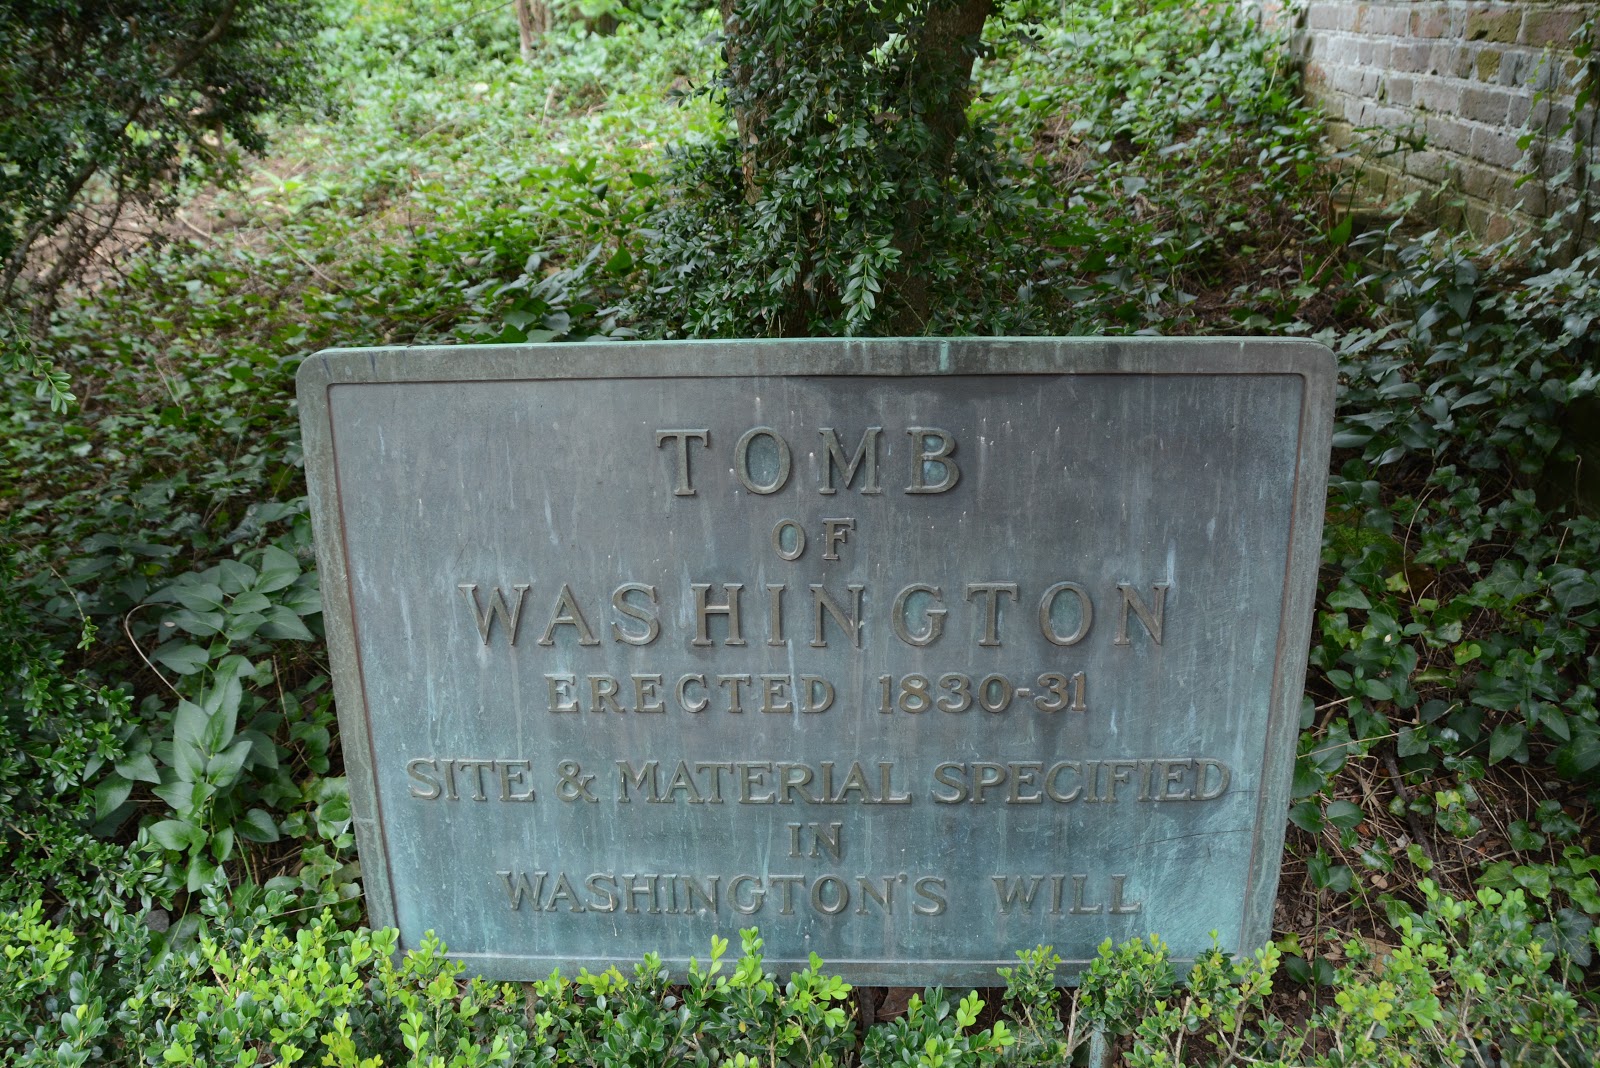 TOMB
OF
WASHINGTON
ERECTED 1830-31
SITE & MATERIAL SPECIFIED
IN
WASHINGTON'S WILL